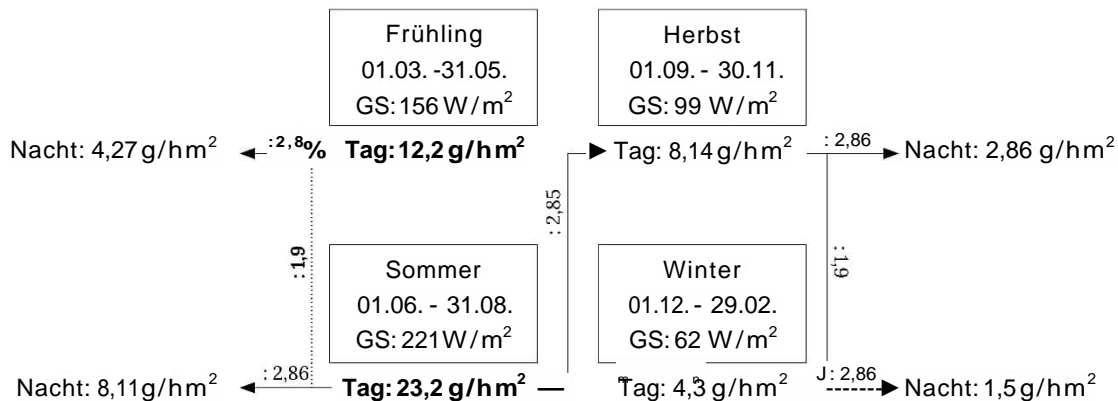 Frühling
01.03. -31.05.
GS: 156 W/m²
Herbst
01.09. - 30.11.
GS: 99 W/m²
Nacht: 4,27 g/hm²
:2,8%
Tag: 12,2 g/hm²
Tag: 8,14 g/hm²
: 2,86
Nacht: 2,86 g/hm²
: 1,9
: 2,85
: 1,9
Sommer
01.06. - 31.08.
GS: 221 W/m²
Winter
01.12. - 29.02.
GS: 62 W/m²
Nacht: 8,11 g/hm²
: 2,86
Tag: 23,2 g/hm² —
Tag: 4,3 g/hm²
J: 2,86
Nacht: 1,5 g/hm²